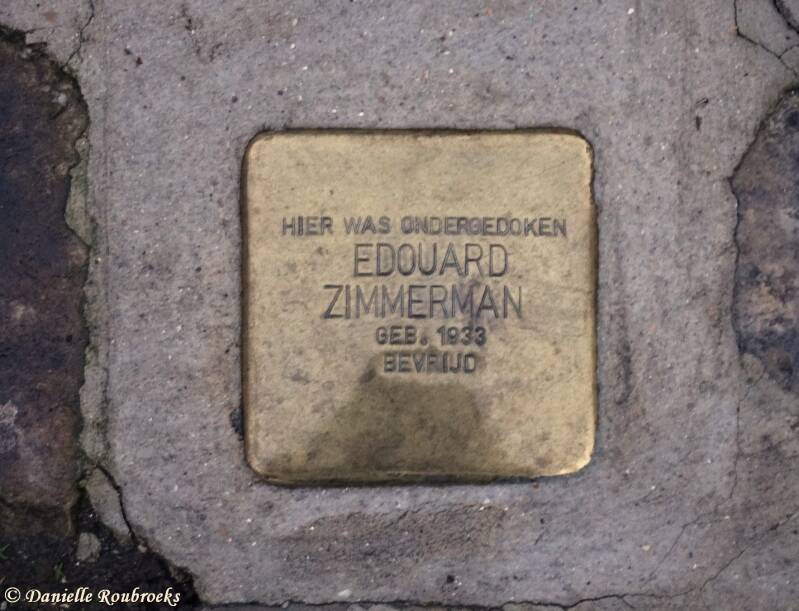 HIER WAS ONDERGEDOKEN
EDOUARD
ZIMMERMAN
GEB. 1933
BEVRIJD
© Danielle Roubroeks